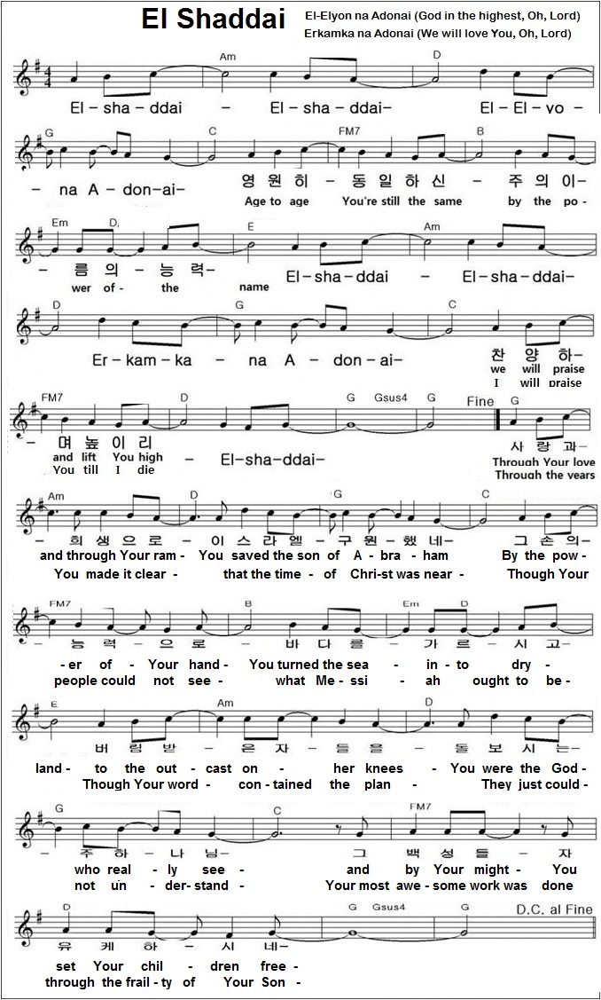 El Shaddai
El-Elyon na Adonai (God in the highest, Oh, Lord)
Erkamka na Adonai (We will love You, Oh, Lord)
Am D
El-sha-ddai - El-sha-ddai- El-El-yo-
G C FM7 B
- na A-don-ai- 영 원 히- 동 일 하 신 - 주 의 이-
Age to age You're still the same by the po-
Em D E Am
- 름 의 - 능 력- El-sha-ddai - El-shaddai-
wer of- the name
D G C
Er-kam-ka- na A-don-ai- 찬 양 하-
we will praise
I will praise
FM7 D G Gsus4 G Fine G
- 며 높 이 리 - El-sha-ddai- 사 랑 과-
and lift You high Through Your love
You till I die Through the years
Am D G C
- 희 생 으 로 - 이 스 라 엘 - 구 원 - 했 네 - 그 손 의-
and through Your ram- You saved the son of A-bra-ham By the pow-
You made it clear- that the time- of Chri-st was near- Though Your
FM7 B Em D
- 능 력 - 으 로 - 바 다 를 - 가 르 - 시 고 -
-er of- Your hand- You turned the sea - in-to dry-
people could not see- what Me-ssi-ah ought to be-
E Am D
버 림 받 - 은 자 - 들 을 - 돌 보 시 는-
land- to the out-cast on- her knees - You were the God-
Though Your word- con-tained the plan- They just could-
G C FM7
- 주 하 - 나 님 - 그 백 성 들 - 자
who real-ly see - and by Your might- You
not un-der-stand- Your most awe-some work was done
D G Gsus4 G D.C. al Fine
유 케 하 - 시 네-
set Your chil-dren free-
through the frail-ty of Your Son -